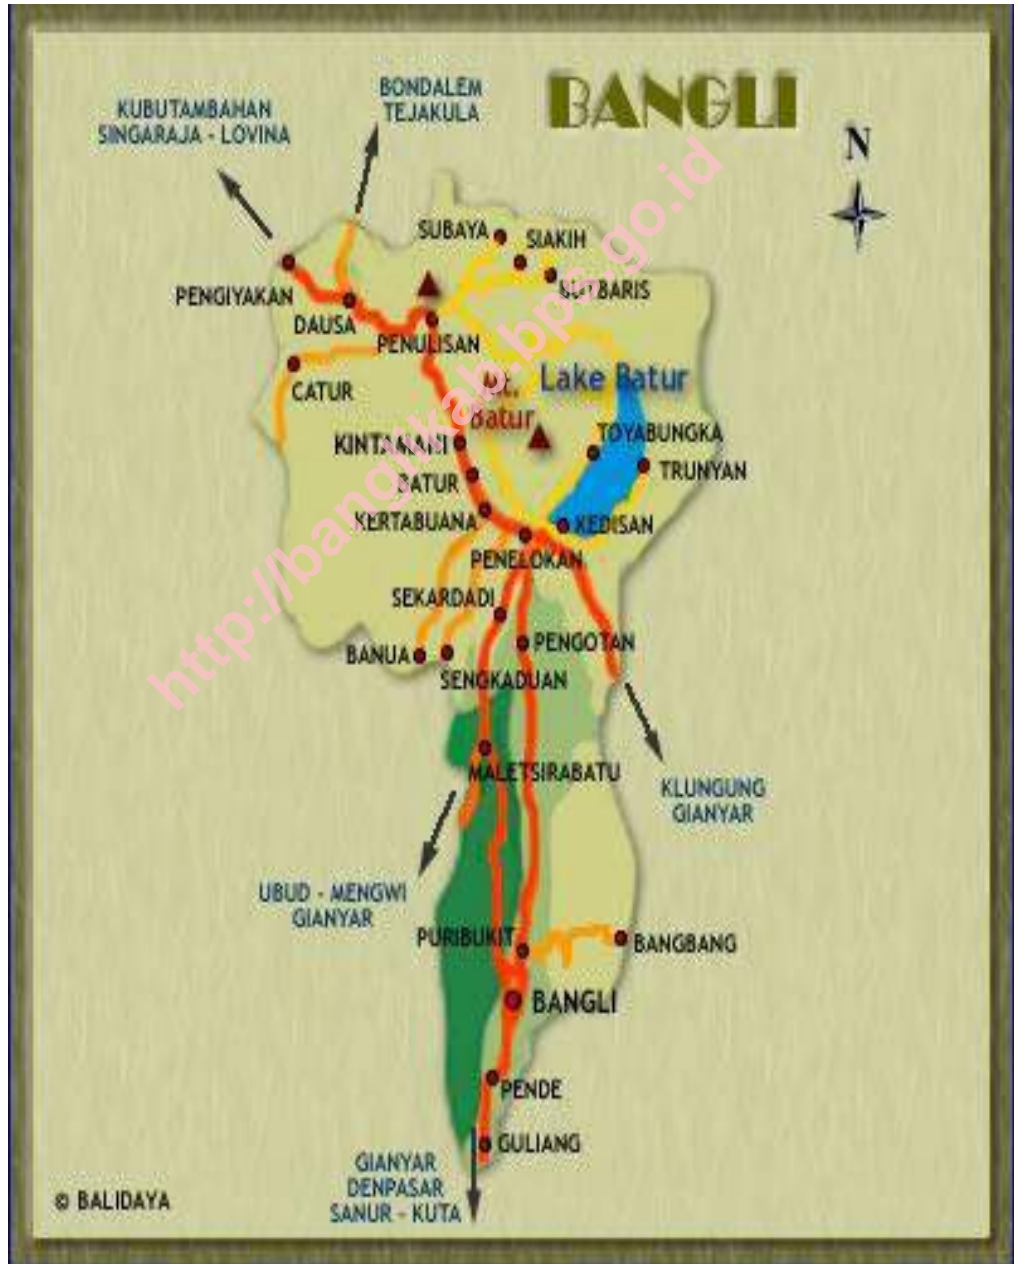 BONDALEM
TEJAKULA
KUBUTAMBAHAN
SINGARAJA - LOVINA
BANGLI
N
SUBAYA
SIAKIH
PENGIYAKAN
DAUSA
PENULISAN
CATUR
Mt.
Batur
Lake Batur
KINTAMANI
TOYABUNGKA
BATUR
TRUNYAN
KERTABUANA
KEDISAN
PENELOKAN
SEKARDADI
PENGOTAN
BANUA
SENGKADUAN
MALETSIRABATU
KLUNGUNG
GIANYAR
UBUD - MENGWI
GIANYAR
PURIBUKIT
BANGBANG
BANGLI
PENDE
GULIANG
GIANYAR
DENPASAR
SANUR - KUTA
© BALIDAYA
http://banglikab.bps.go.id